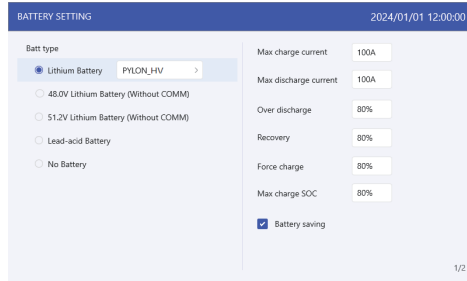 BATTERY SETTING
2024/01/01 12:00:00
Batt type
Lithium Battery PYLON_HV >
48.0V Lithium Battery (Without COMM)
51.2V Lithium Battery (Without COMM)
Lead-acid Battery
No Battery
Max charge current 100A
Max discharge current 100A
Over discharge 80%
Recovery 80%
Force charge 80%
Max charge SOC 80%
Battery saving
1/2